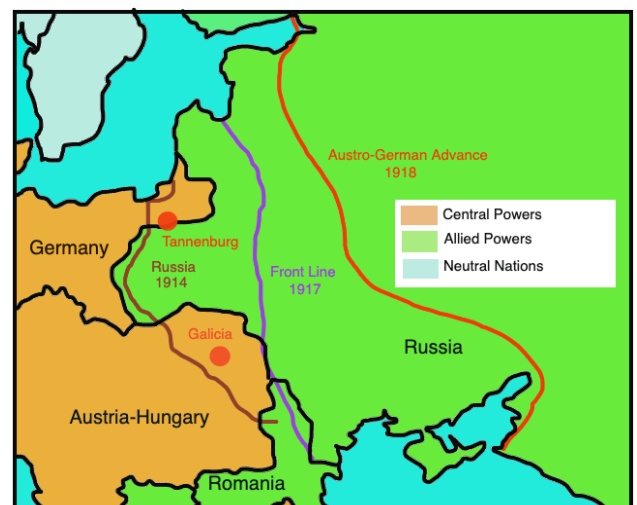 Austro-German Advance
1918
Central Powers
Allied Powers
Neutral Nations
Germany
Tannenburg
Russia
1914
Front Line
1917
Galicia
Russia
Austria-Hungary
Romania